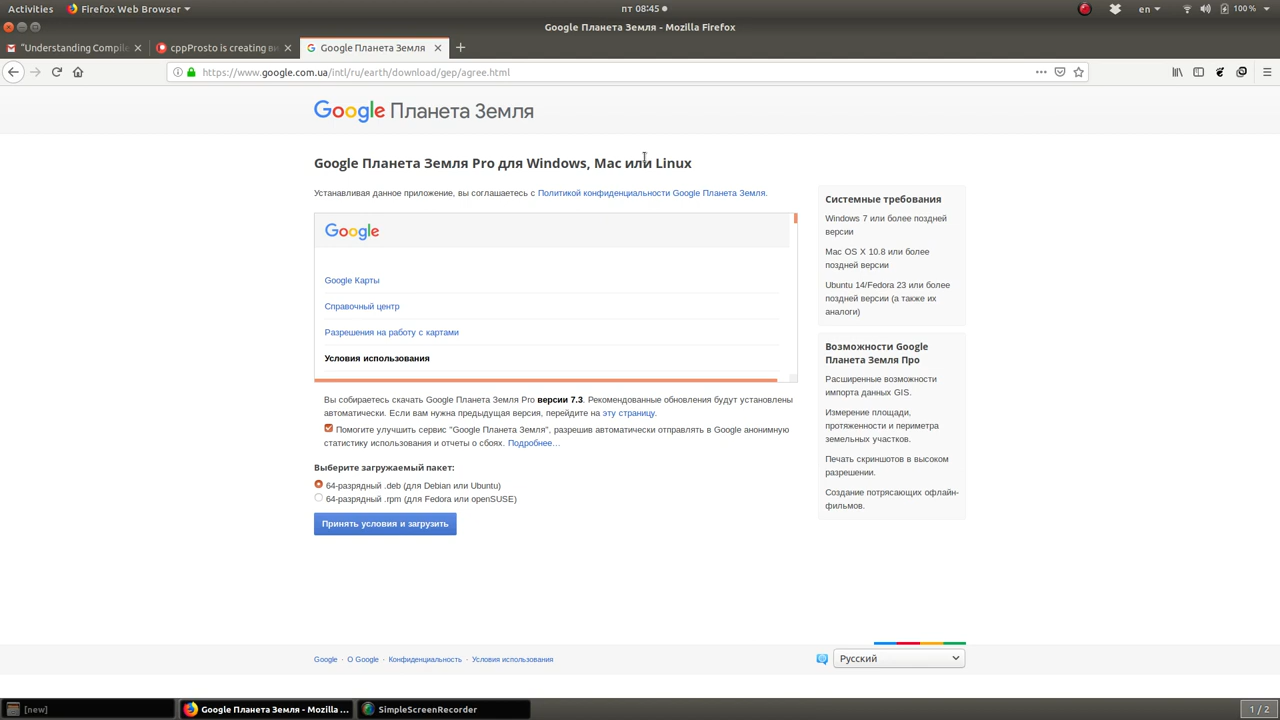 Activities Firefox Web Browser пт 08:45 en 100 %
Google Планета Земля - Mozilla Firefox
"Understanding Compile cppProsto is creating Google Планета Земля
https://www.google.com.ua/intl/ru/earth/download/gep/agree.html
Google Планета Земля
Google Планета Земля Pro для Windows, Mac или Linux
Устанавливая данное приложение, вы соглашаетесь с Политикой конфиденциальности Google Планета Земля.
Google
Google Карты
Справочный центр
Разрешения на работу с картами
Условия использования
Вы собираетесь скачать Google Планета Земля Pro версии 7.3. Рекомендованные обновления будут установлены
автоматически. Если вам нужна предыдущая версия, перейдите на эту страницу.
Помогите улучшить сервис "Google Планета Земля", разрешив автоматически отправлять в Google анонимную
статистику использования и отчеты о сбоях. Подробнее…
Выберите загружаемый пакет:
64-разрядный .deb (для Debian или Ubuntu)
64-разрядный .rpm (для Fedora или openSUSE)
Принять условия и загрузить
Системные требования
Windows 7 или более поздней
версии
Mac OS X 10.8 или более
поздней версии
Ubuntu 14/Fedora 23 или более
поздней версии (а также их
аналоги)
Возможности Google
Планета Земля Про
Расширенные возможности
импорта данных GIS.
Измерение площади,
протяженности и периметра
земельных участков.
Печать скриншотов в высоком
разрешении.
Создание потрясающих офлайн-
фильмов.
Google · О Google · Конфиденциальность · Условия использования
Русский
[new] Google Планета Земля - Mozilla ... SimpleScreenRecorder 1 / 2